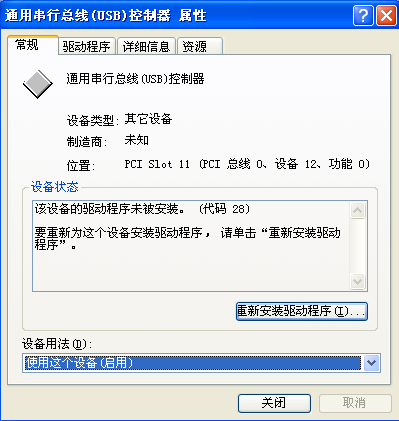 通用串行总线(USB)控制器 属性
常规 驱动程序 详细信息 资源
通用串行总线(USB)控制器
设备类型: 其它设备
制造商: 未知
位置: PCI Slot 11 (PCI 总线 0、设备 12、功能 0)
设备状态
该设备的驱动程序未被安装。 (代码 28)
要重新为这个设备安装驱动程序，请单击“重新安装驱动
程序”。
重新安装驱动程序(I)...
设备用法(D):
使用这个设备(启用)
关闭 取消